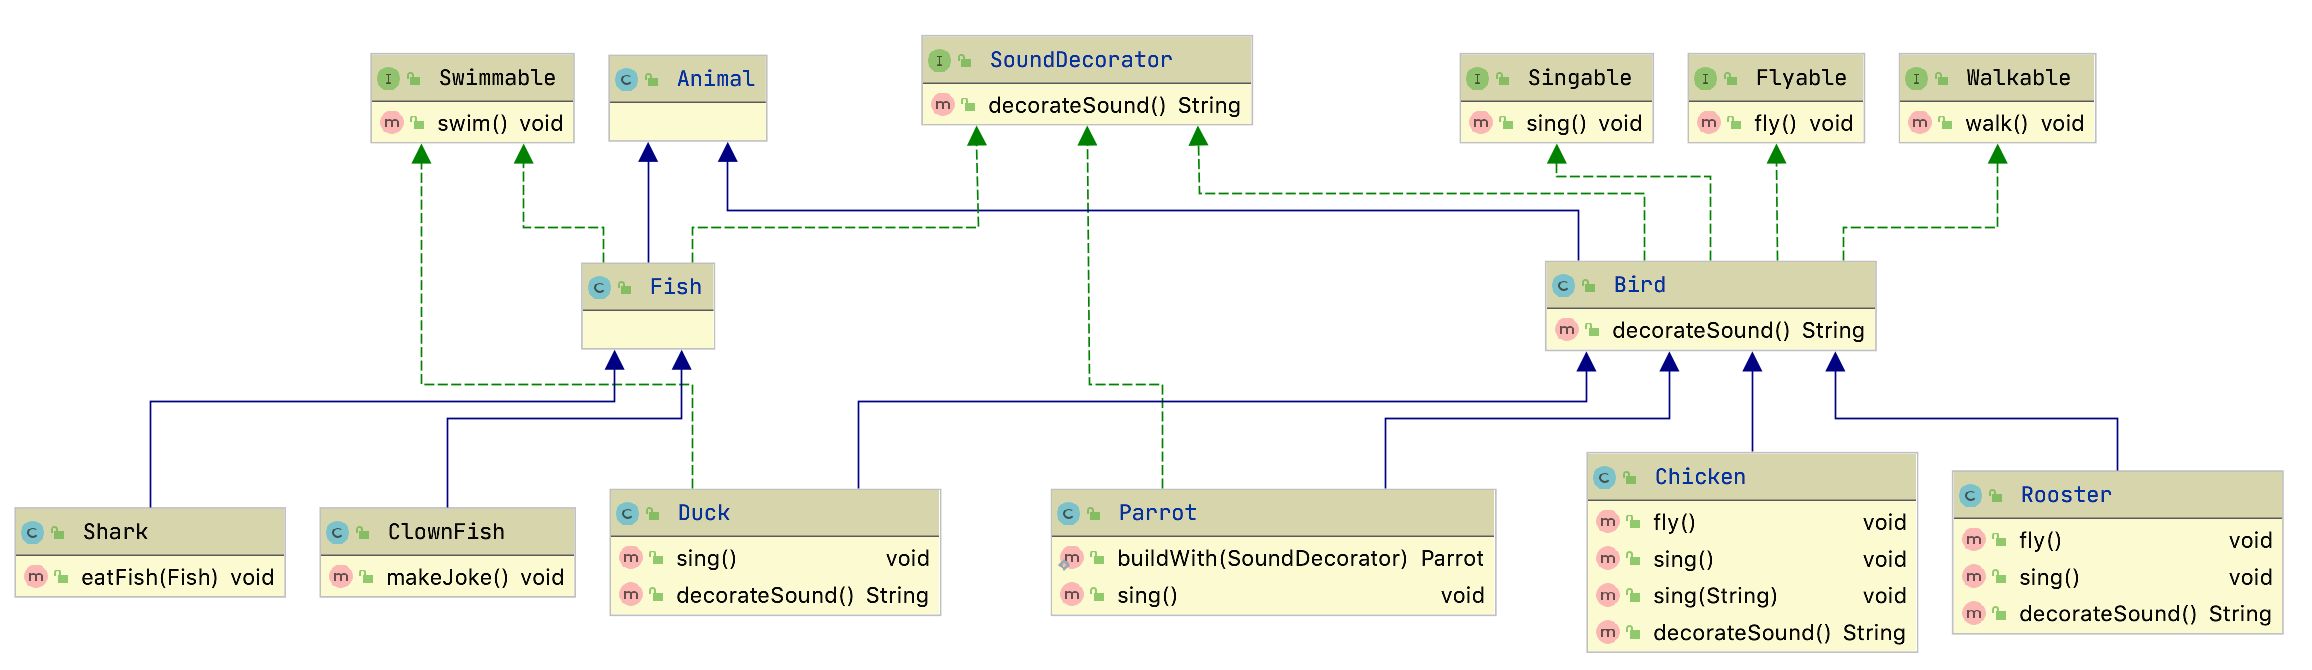 Swimmable
swim() void
Animal
SoundDecorator
decorateSound() String
Singable
sing() void
Flyable
fly() void
Walkable
walk() void
Fish
Bird
decorateSound() String
Shark
eatFish(Fish) void
ClownFish
makeJoke() void
Duck
sing() void
decorateSound() String
Parrot
buildWith(SoundDecorator) Parrot
sing() void
Chicken
fly() void
sing() void
sing(String) void
decorateSound() String
Rooster
fly() void
sing() void
decorateSound() String